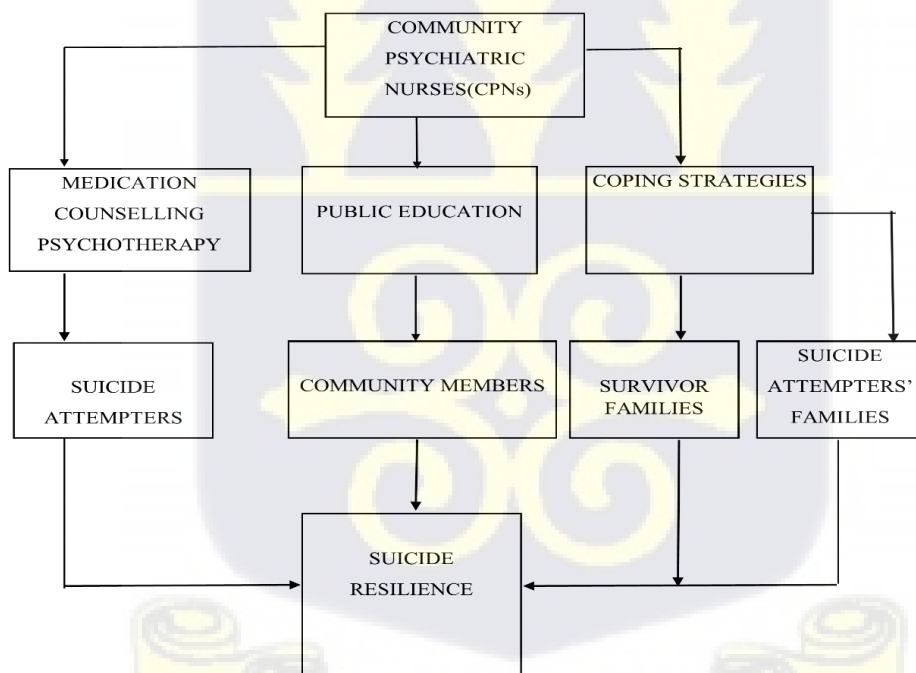 COMMUNITY
PSYCHIATRIC
NURSES(CPNs)
MEDICATION
COUNSELLING
PSYCHOTHERAPY
PUBLIC EDUCATION
COPING STRATEGIES
SUICIDE
ATTEMPTERS
COMMUNITY MEMBERS
SURVIVOR
FAMILIES
SUICIDE
ATTEMPTERS’
FAMILIES
SUICIDE
RESILIENCE